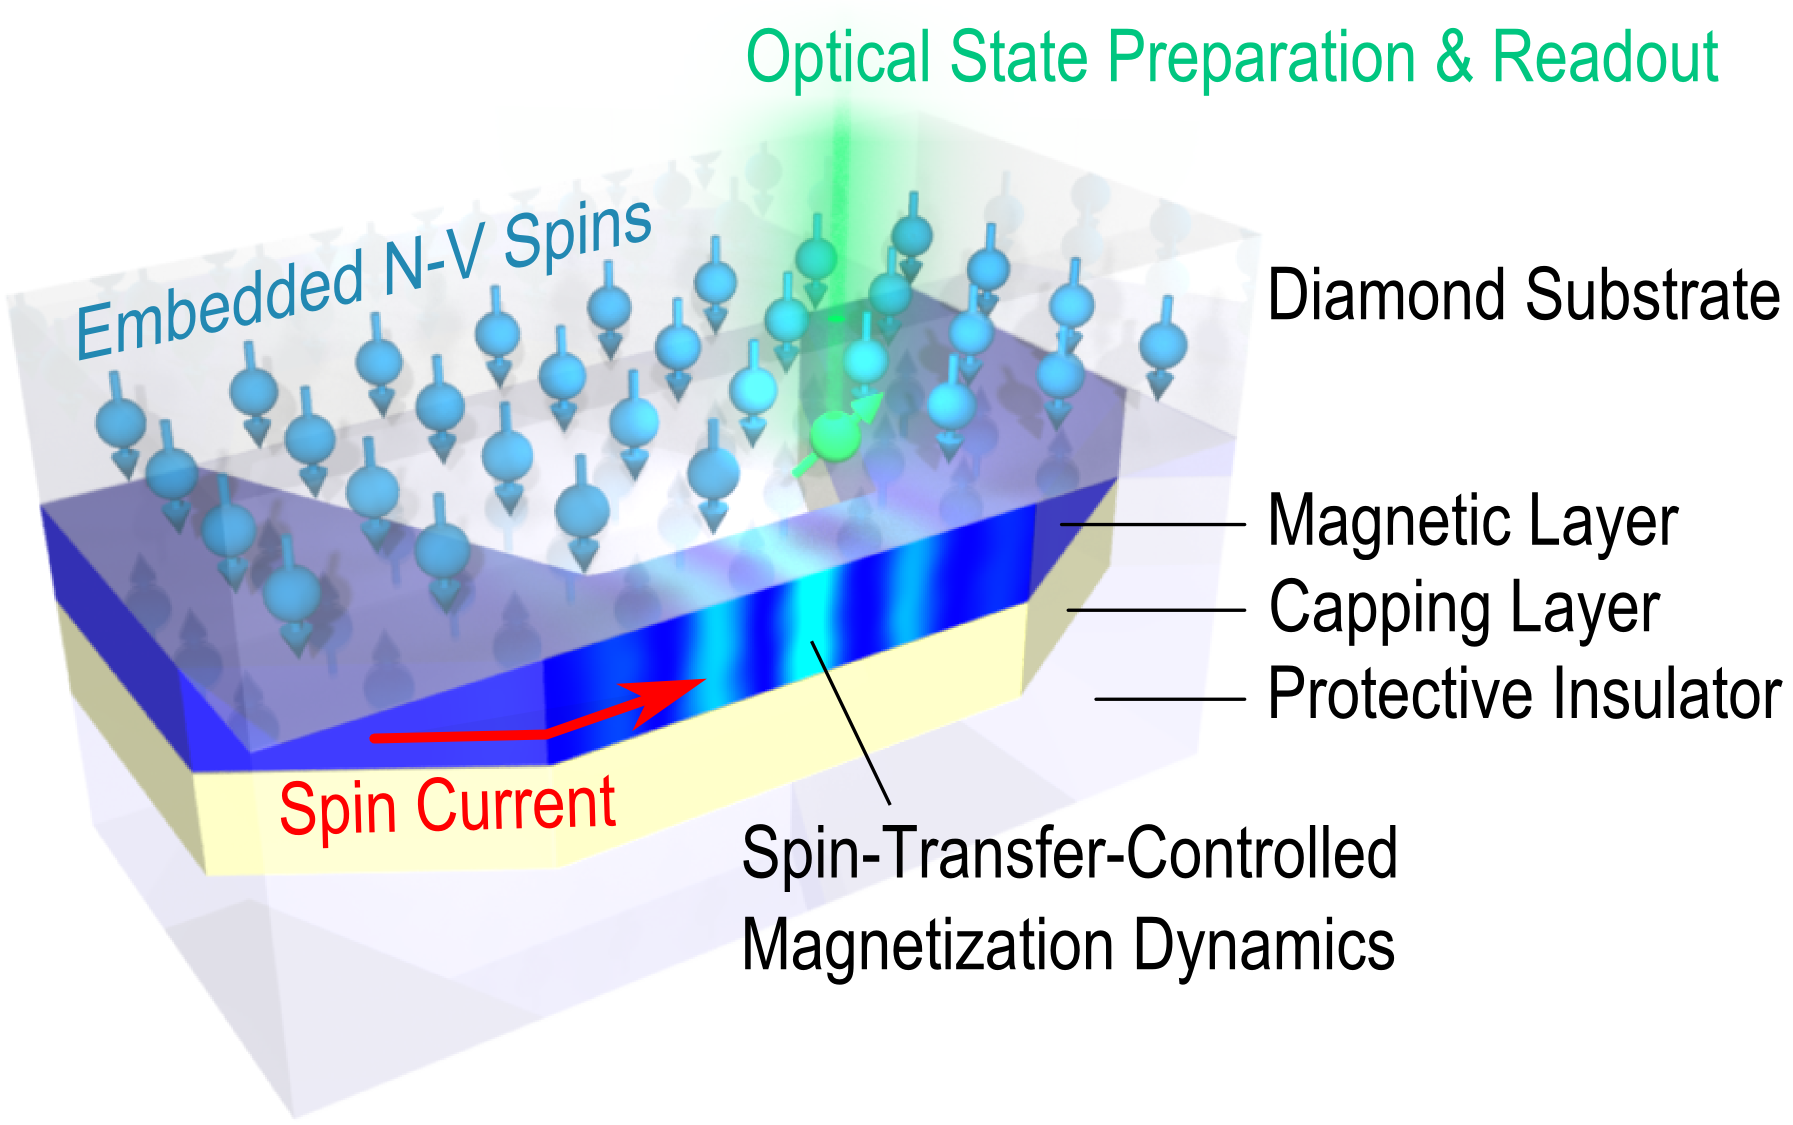 Optical State Preparation & Readout
Embedded N-V Spins
Diamond Substrate
Magnetic Layer
Capping Layer
Protective Insulator
Spin Current
Spin-Transfer-Controlled
Magnetization Dynamics